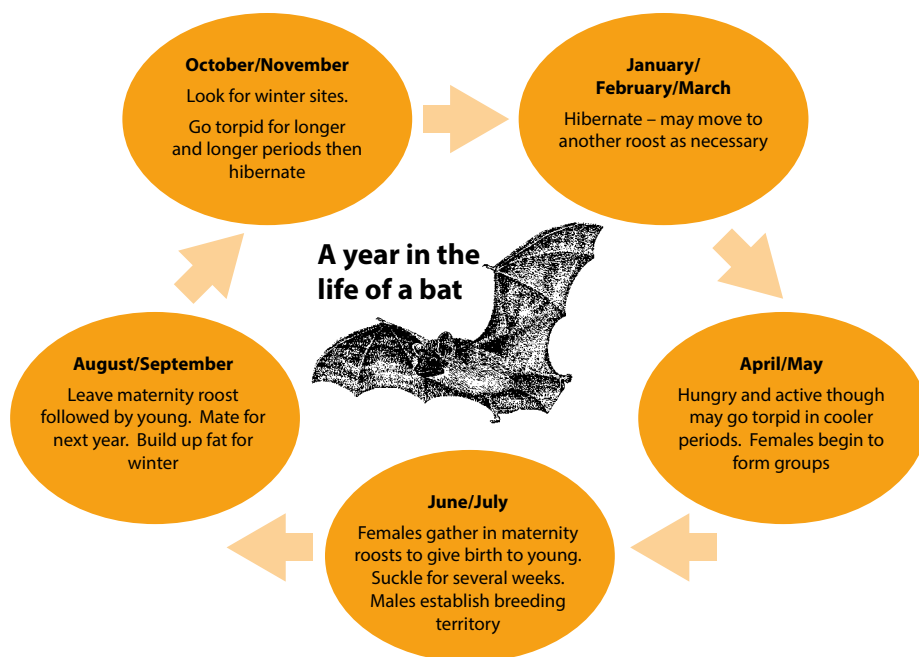 A year in the
life of a bat
October/November
Look for winter sites.
Go torpid for longer
and longer periods then
hibernate
January/
February/March
Hibernate – may move to
another roost as necessary
April/May
Hungry and active though
may go torpid in cooler
periods.  Females begin to
form groups
June/July
Females gather in maternity
roosts to give birth to young.
Suckle for several weeks.
Males establish breeding
territory
August/September
Leave maternity roost
followed by young.  Mate for
next year.  Build up fat for
winter